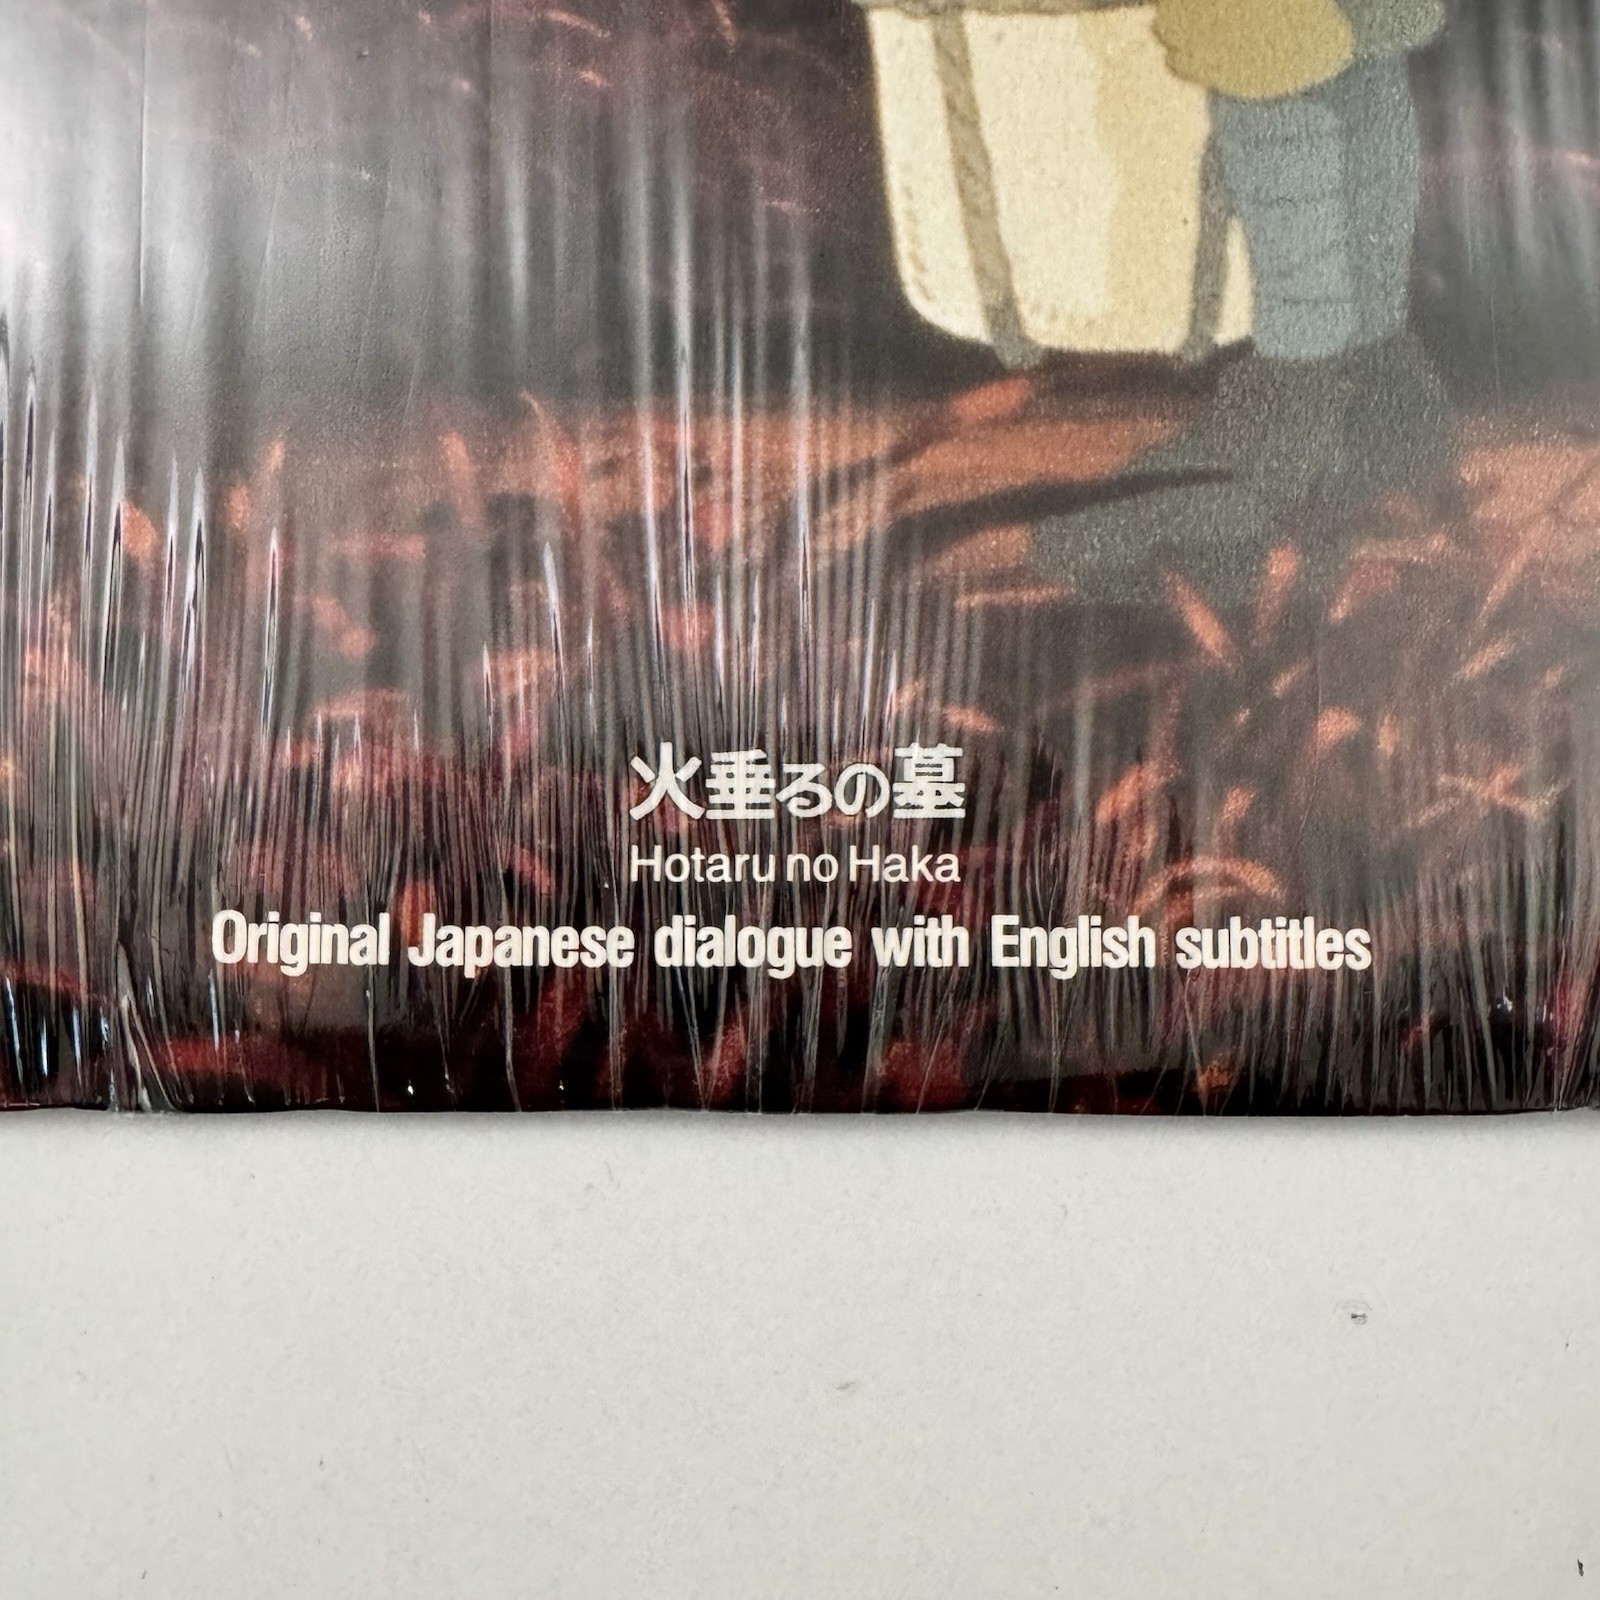 火垂るの墓
Hotaru no Haka
Original Japanese dialogue with English subtitles